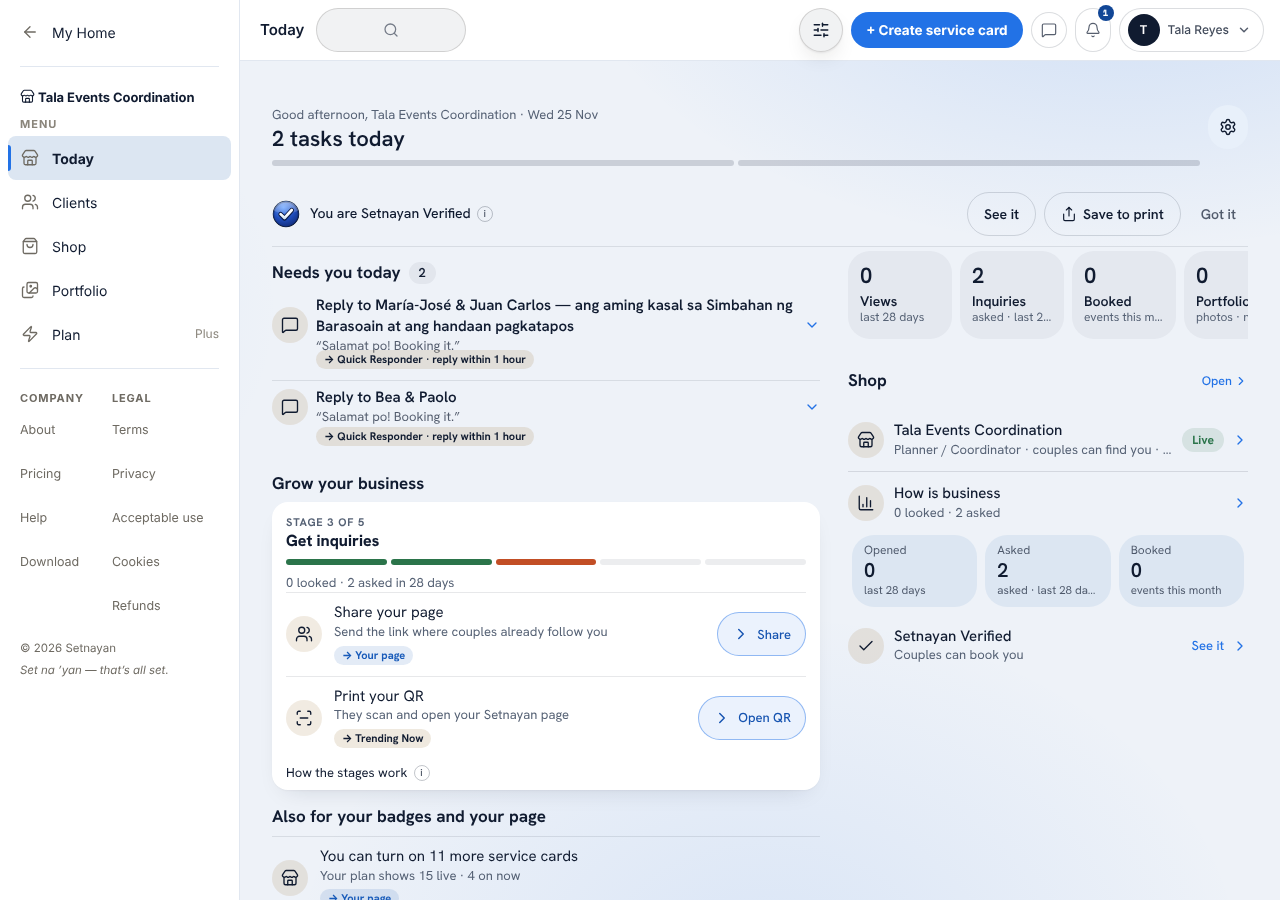 My Home
Tala Events Coordination
MENU
Today
Clients
Shop
Portfolio
Plan
Plus
COMPANY
LEGAL
About
Terms
Pricing
Privacy
Help
Acceptable use
Download
Cookies
Refunds
© 2026 Setnayan
Set na 'yan — that's all set.
Today
+ Create service card
1
T
Tala Reyes
Good afternoon, Tala Events Coordination · Wed 25 Nov
2 tasks today
You are Setnayan Verified
i
See it
Save to print
Got it
Needs you today
2
Reply to María-José & Juan Carlos — ang aming kasal sa Simbahan ng
Barasoain at ang handaan pagkatapos
“Salamat po! Booking it.”
→ Quick Responder · reply within 1 hour
Reply to Bea & Paolo
“Salamat po! Booking it.”
→ Quick Responder · reply within 1 hour
Grow your business
STAGE 3 OF 5
Get inquiries
0 looked · 2 asked in 28 days
Share your page
Send the link where couples already follow you
→ Your page
Share
Print your QR
They scan and open your Setnayan page
→ Trending Now
Open QR
How the stages work
i
Also for your badges and your page
You can turn on 11 more service cards
Your plan shows 15 live · 4 on now
→ Your page
0
Views
last 28 days
2
Inquiries
asked · last 2...
0
Booked
events this m...
0
Portfolio
photos ·
Shop
Open
Tala Events Coordination
Planner / Coordinator · couples can find you · ...
Live
How is business
0 looked · 2 asked
Opened
0
last 28 days
Asked
2
asked · last 28 da...
Booked
0
events this month
Setnayan Verified
Couples can book you
See it